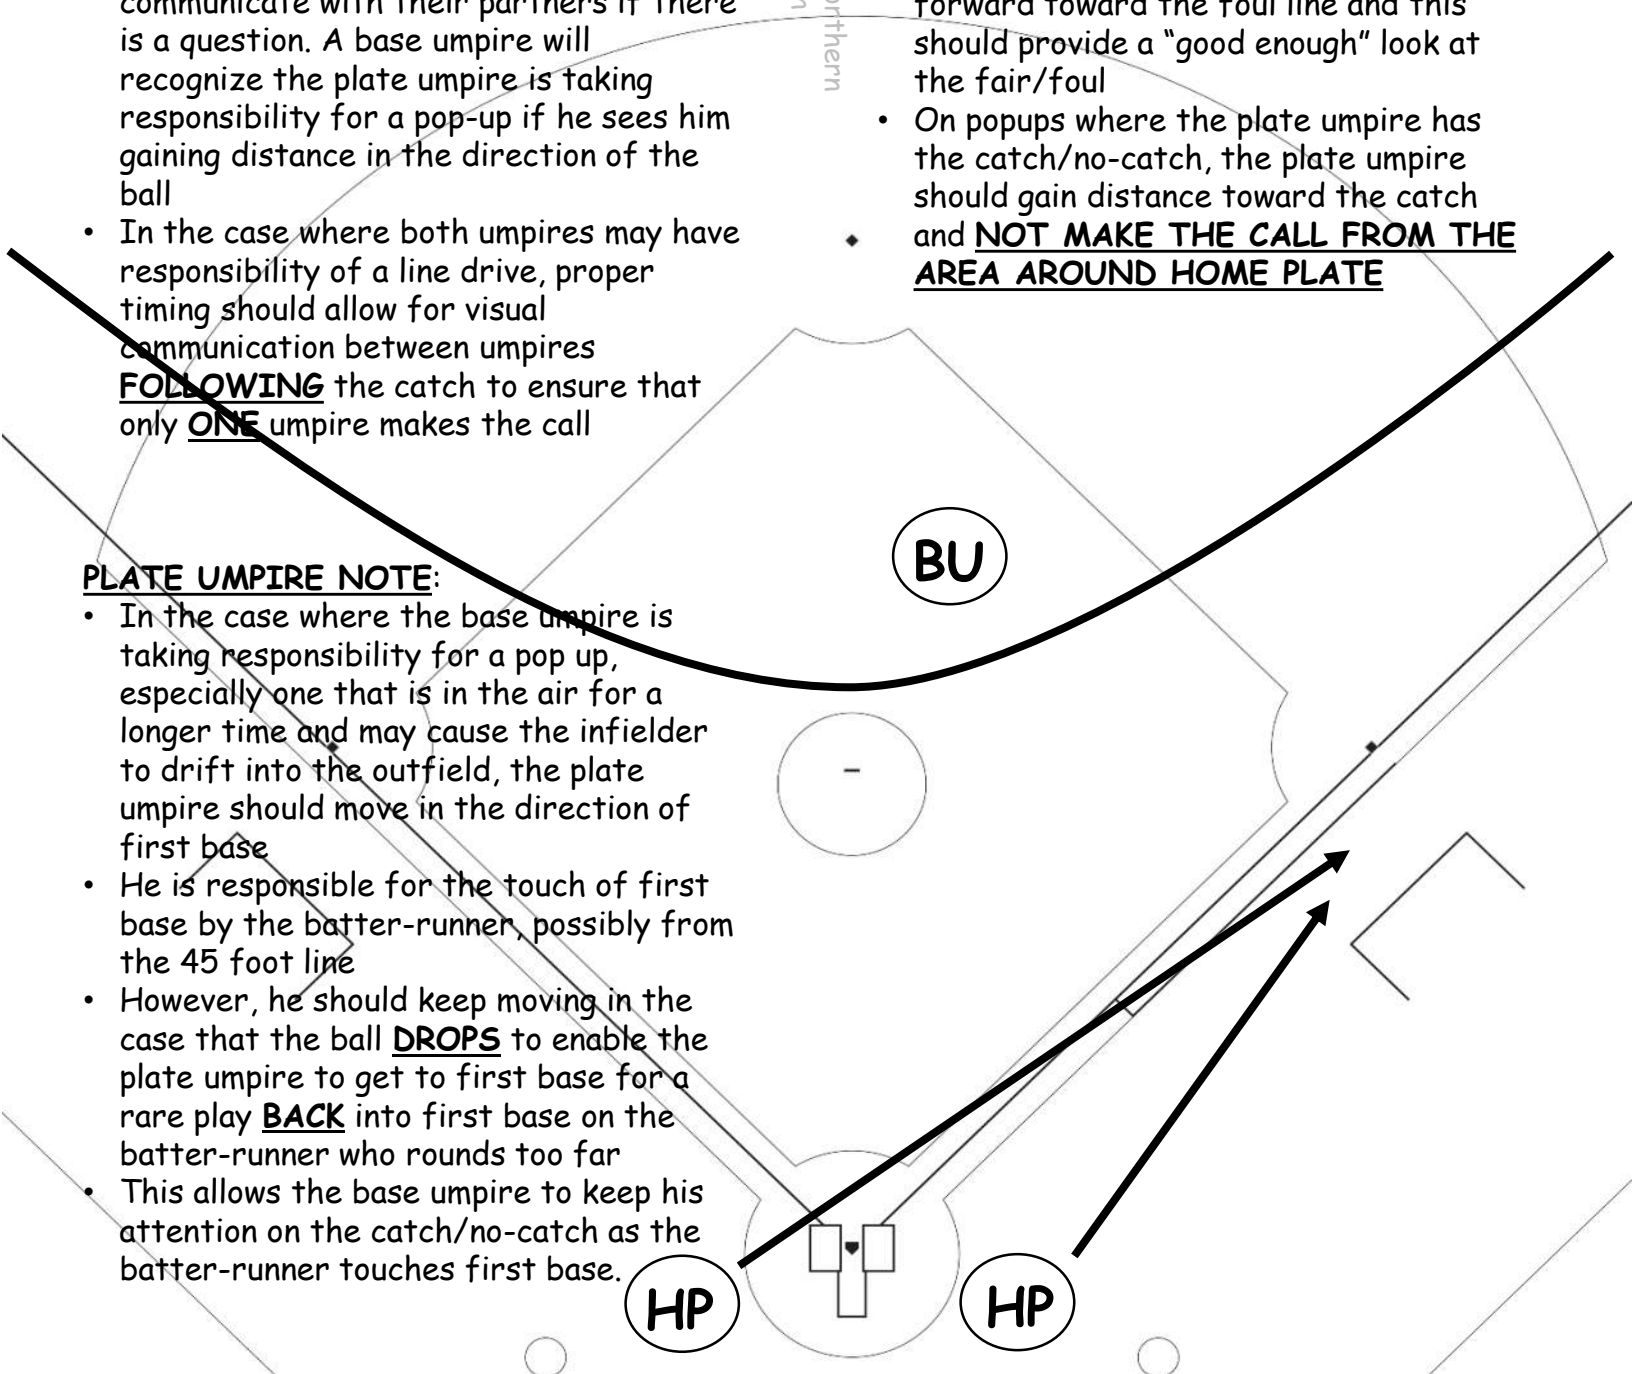 communicate with their partners if there
is a question. A base umpire will
recognize the plate umpire is taking
responsibility for a pop-up if he sees him
gaining distance in the direction of the
ball
• In the case where both umpires may have
responsibility of a line drive, proper
timing should allow for visual
communication between umpires
FOLLOWING the catch to ensure that
only ONE umpire makes the call
PLATE UMPIRE NOTE:
• In the case where the base umpire is
taking responsibility for a pop up,
especially one that is in the air for a
longer time and may cause the infielder
to drift into the outfield, the plate
umpire should move in the direction of
first base
• He is responsible for the touch of first
base by the batter-runner, possibly from
the 45 foot line
• However, he should keep moving in the
case that the ball DROPS to enable the
plate umpire to get to first base for a
rare play BACK into first base on the
batter-runner who rounds too far
• This allows the base umpire to keep his
attention on the catch/no-catch as the
batter-runner touches first base.
forward toward the foul line and this
should provide a “good enough” look at
the fair/foul
• On popups where the plate umpire has
the catch/no-catch, the plate umpire
should gain distance toward the catch
and NOT MAKE THE CALL FROM THE
AREA AROUND HOME PLATE
BU
HP
HP